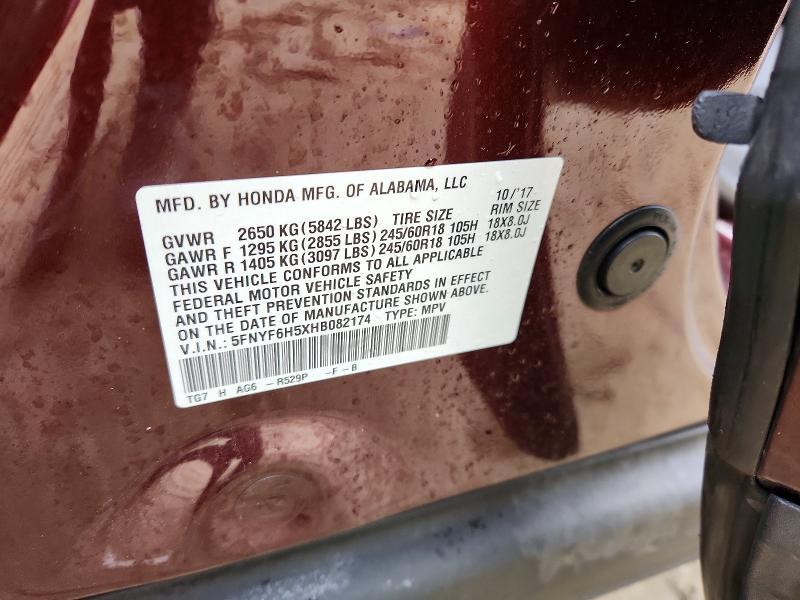 MFD. BY HONDA MFG. OF ALABAMA, LLC 10/'17
GVWR 2650 KG (5842 LBS) TIRE SIZE RIM SIZE
GAWR F 1295 KG (2855 LBS) 245/60R18 105H 18X8.0J
GAWR R 1405 KG (3097 LBS) 245/60R18 105H 18X8.0J
THIS VEHICLE CONFORMS TO ALL APPLICABLE
FEDERAL MOTOR VEHICLE SAFETY
AND THEFT PREVENTION STANDARDS IN EFFECT
ON THE DATE OF MANUFACTURE SHOWN ABOVE.
V.I.N.: 5FNYF6H5XHB082174 TYPE: MPV
TG7 H AG6 -R529P -F-B